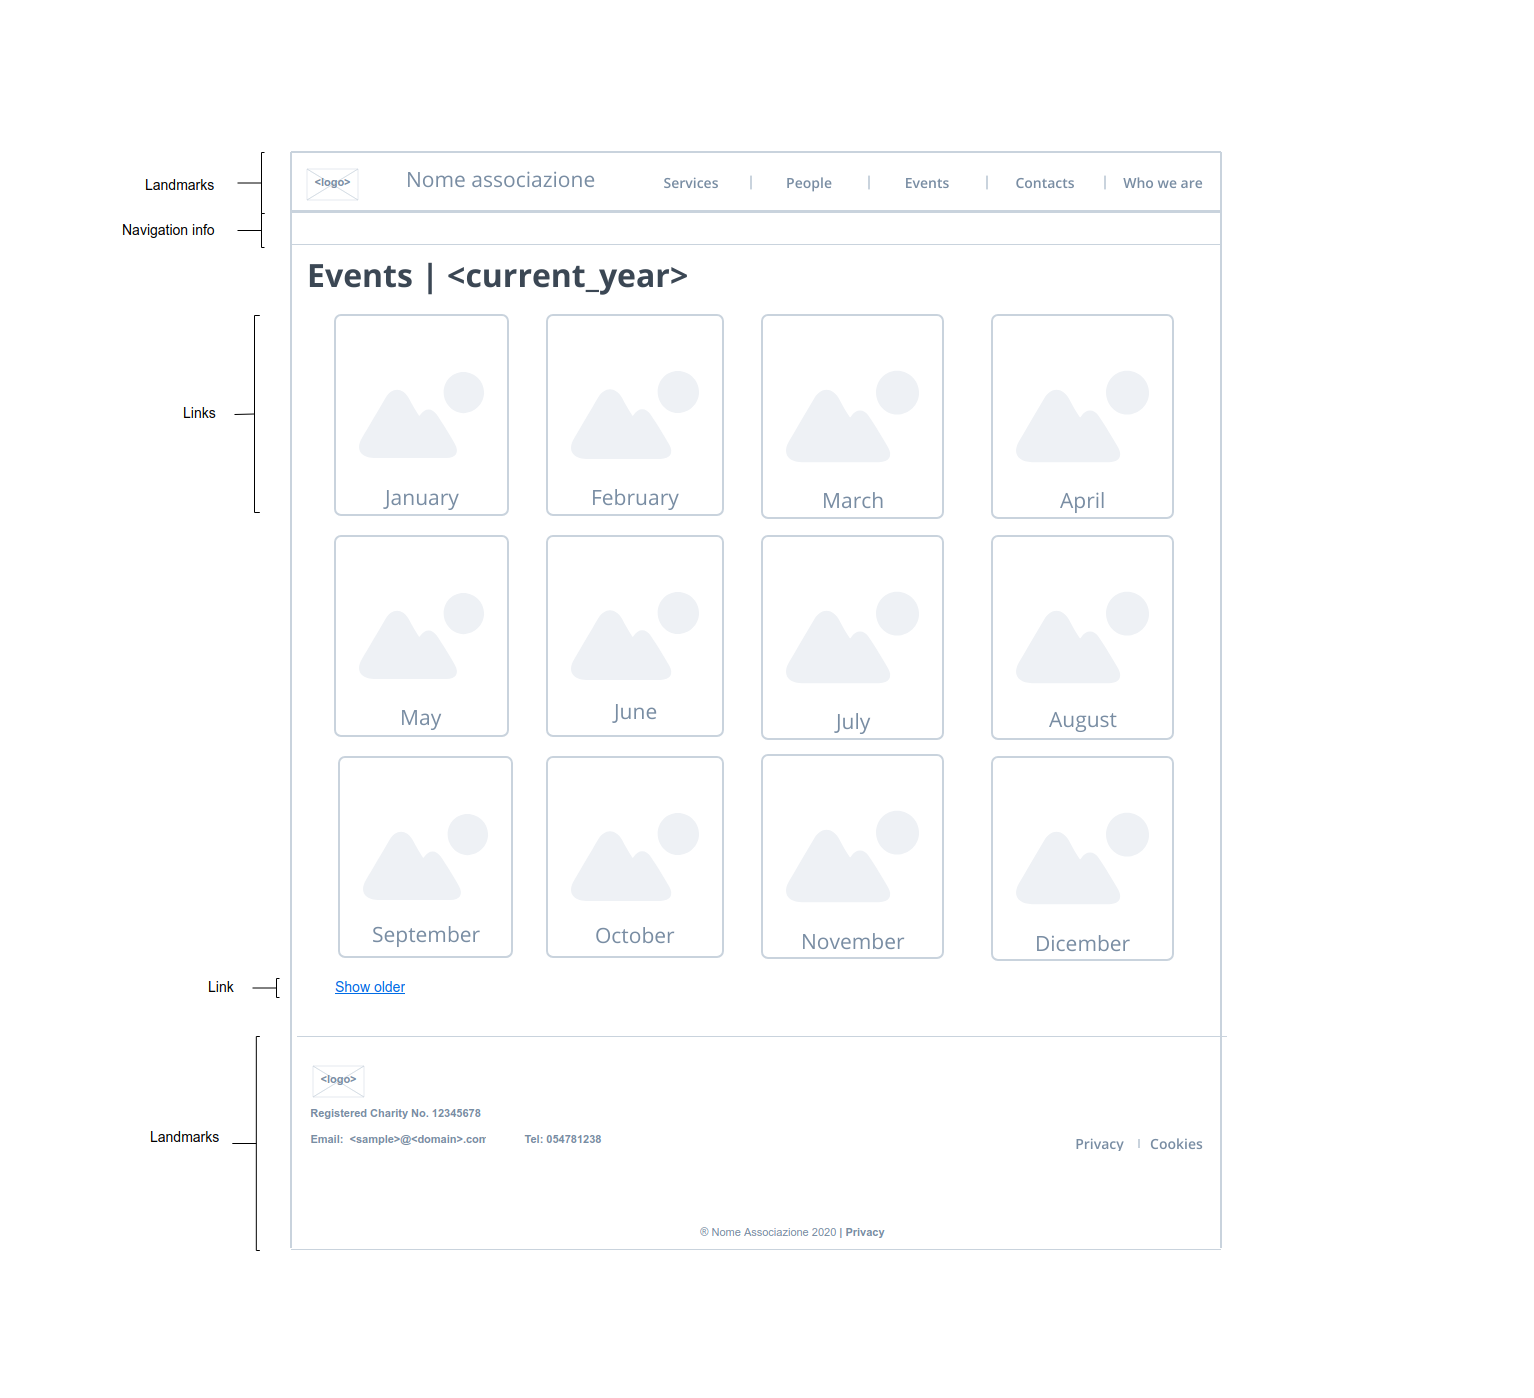 Landmarks
<logo>
Nome associazione
Services | People | Events | Contacts | Who we are
Navigation info
Events | <current_year>
Links
January
February
March
April
May
June
July
August
September
October
November
Dicember
Link
Show older
<logo>
Registered Charity No. 12345678
Email: <sample>@<domain>.com
Tel: 054781238
Landmarks
Privacy | Cookies
® Nome Associazione 2020 | Privacy